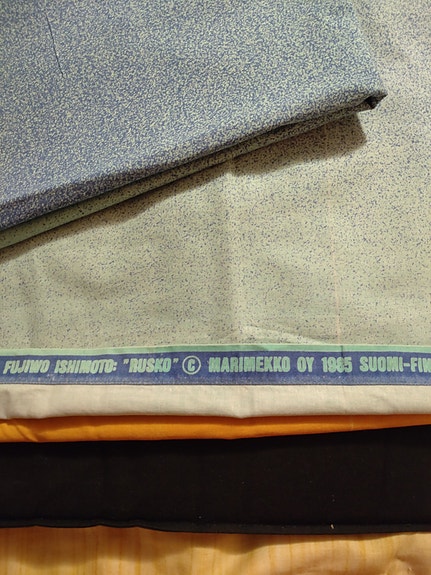 FUJIWO ISHIMOTO: "RUSKO" © MARIMEKKO OY 1985 SUOMI-FIN